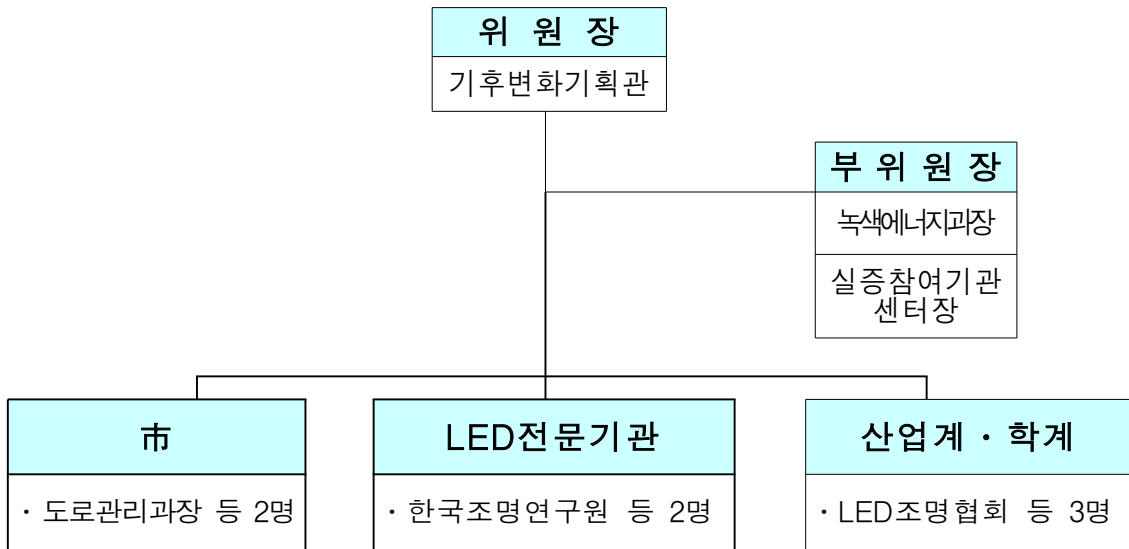 위 원 장
기후변화기획관
부 위 원 장
녹색에너지과장
실증참여기관
센터장
市
LED전문기관
산업계 · 학계
· 도로관리과장 등 2명
· 한국조명연구원 등 2명
· LED조명협회 등 3명